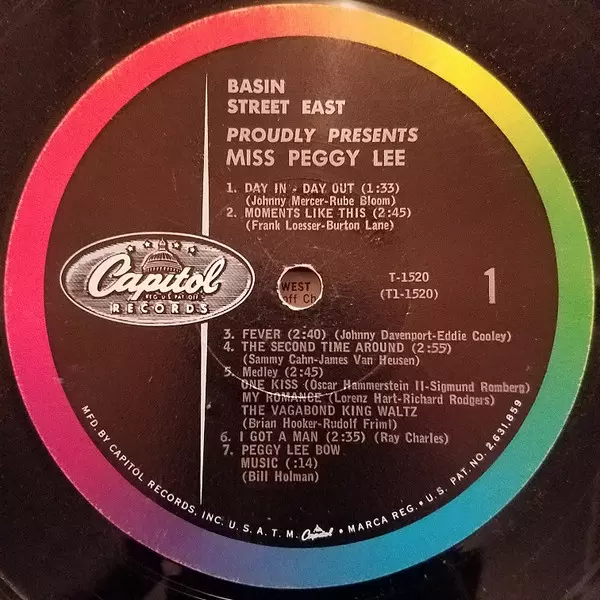 BASIN
STREET EAST
PROUDLY PRESENTS
MISS PEGGY LEE
1. DAY IN - DAY OUT (1:33)
(Johnny Mercer-Rube Bloom)
2. MOMENTS LIKE THIS (2:45)
(Frank Loesser-Burton Lane)
Capitol
REG. U.S. PAT. OFF.
RECORDS
WEST
off Ch
T-1520
(T1-1520)
1
3. FEVER (2:40) (Johnny Davenport-Eddie Cooley)
4. THE SECOND TIME AROUND (2:55)
(Sammy Cahn-James Van Heusen)
5. Medley (2:45)
ONE KISS (Oscar Hammerstein II-Sigmund Romberg)
MY ROMANCE (Lorenz Hart-Richard Rodgers)
THE VAGABOND KING WALTZ
(Brian Hooker-Rudolf Friml)
6. I GOT A MAN (2:35) (Ray Charles)
7. PEGGY LEE BOW
MUSIC (:14)
(Bill Holman)
MFD. BY CAPITOL RECORDS, INC. U.S.A. T.M. Capitol • MARCA REG. • U.S. PAT. NO. 2,631,859